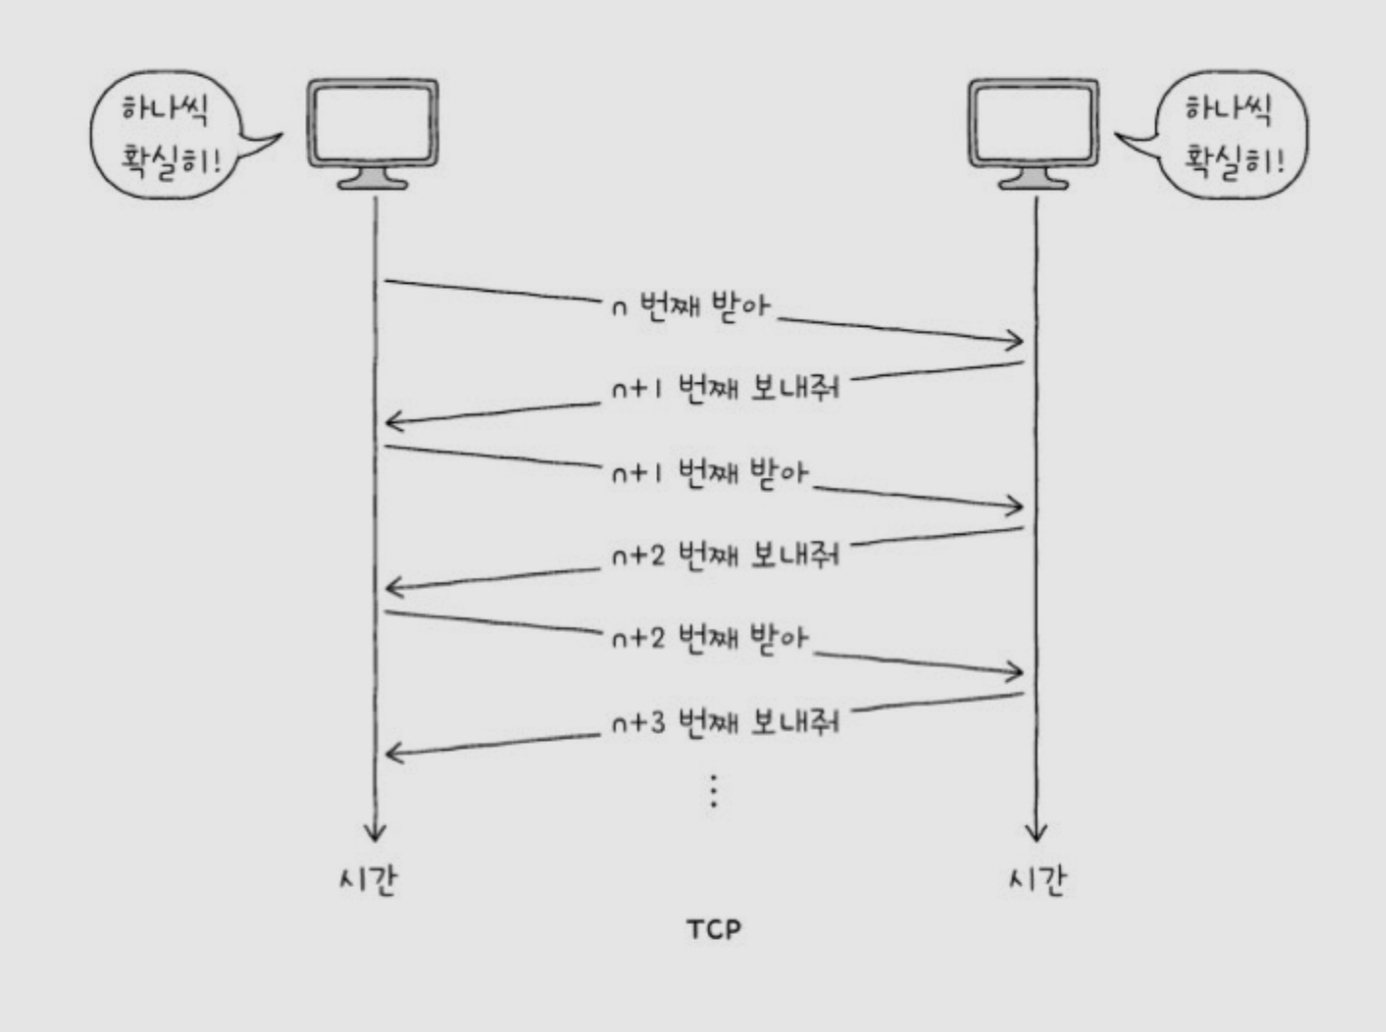 하나씩
확실히!
하나씩
확실히!
n 번째 받아
n+1 번째 보내줘
n+1 번째 받아
n+2 번째 보내줘
n+2 번째 받아
n+3 번째 보내줘
⋮
시간
시간
TCP